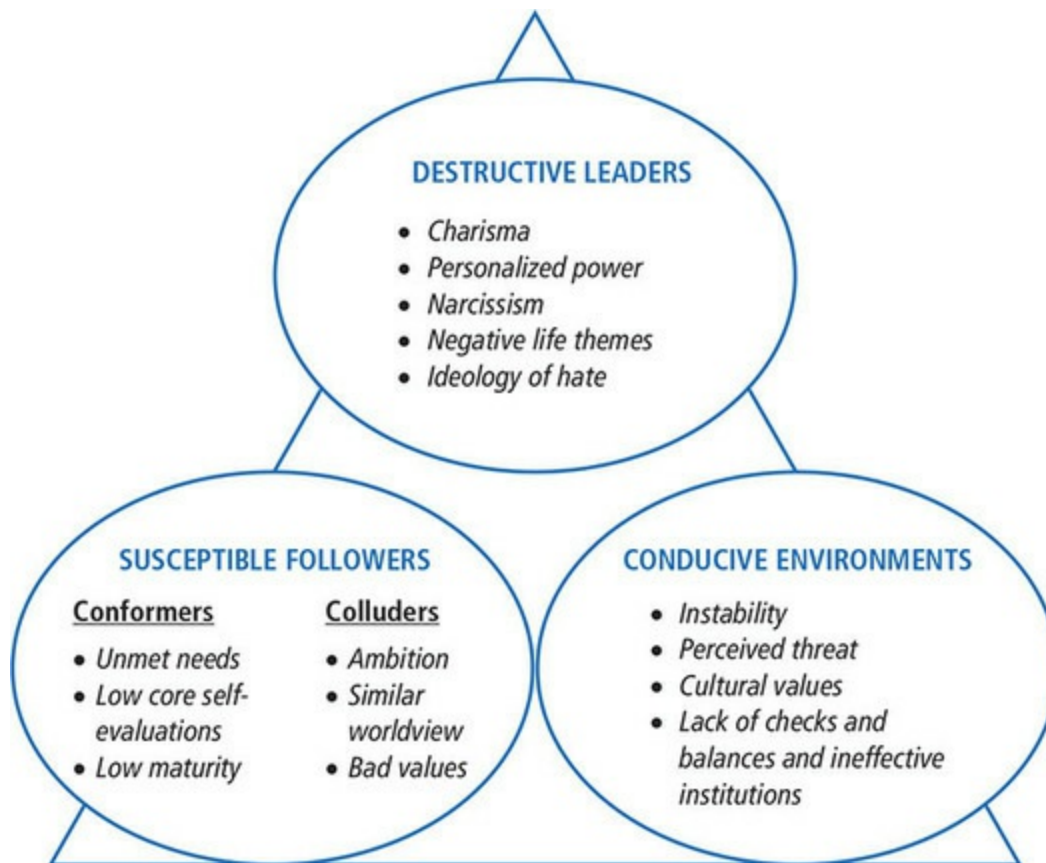 DESTRUCTIVE LEADERS
• Charisma
• Personalized power
• Narcissism
• Negative life themes
• Ideology of hate
SUSCEPTIBLE FOLLOWERS
Conformers
• Unmet needs
• Low core self-
evaluations
• Low maturity
Colluders
• Ambition
• Similar
worldview
• Bad values
CONDUCIVE ENVIRONMENTS
• Instability
• Perceived threat
• Cultural values
• Lack of checks and
balances and ineffective
institutions